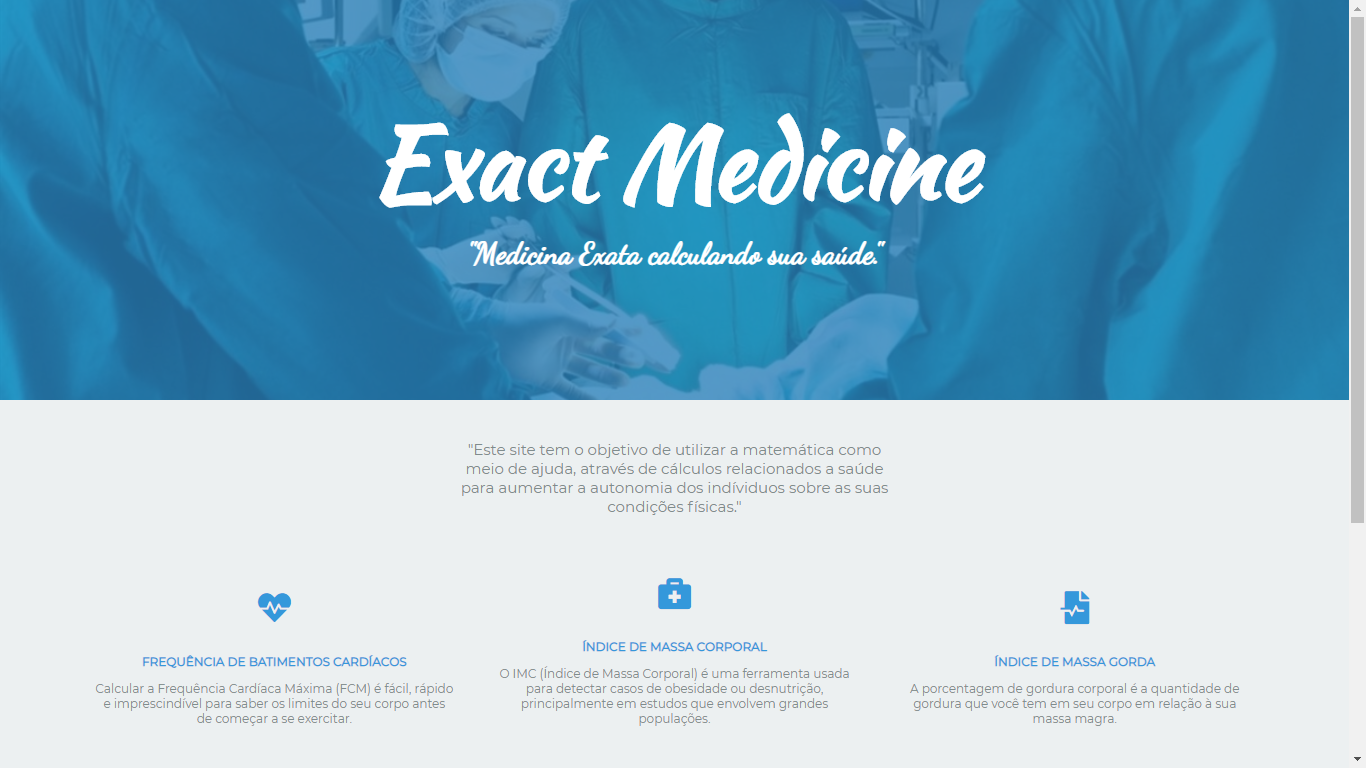 Exact Medicine
"Medicina Exata calculando sua saúde."
"Este site tem o objetivo de utilizar a matemática como
meio de ajuda, através de cálculos relacionados a saúde
para aumentar a autonomia dos indíviduos sobre as suas
condições físicas."
FREQUÊNCIA DE BATIMENTOS CARDÍACOS
Calcular a Frequência Cardíaca Máxima (FCM) é fácil, rápido
e imprescindível para saber os limites do seu corpo antes
de começar a se exercitar.
ÍNDICE DE MASSA CORPORAL
O IMC (Índice de Massa Corporal) é uma ferramenta usada
para detectar casos de obesidade ou desnutrição,
principalmente em estudos que envolvem grandes
populações.
ÍNDICE DE MASSA GORDA
A porcentagem de gordura corporal é a quantidade de
gordura que você tem em seu corpo em relação à sua
massa magra.